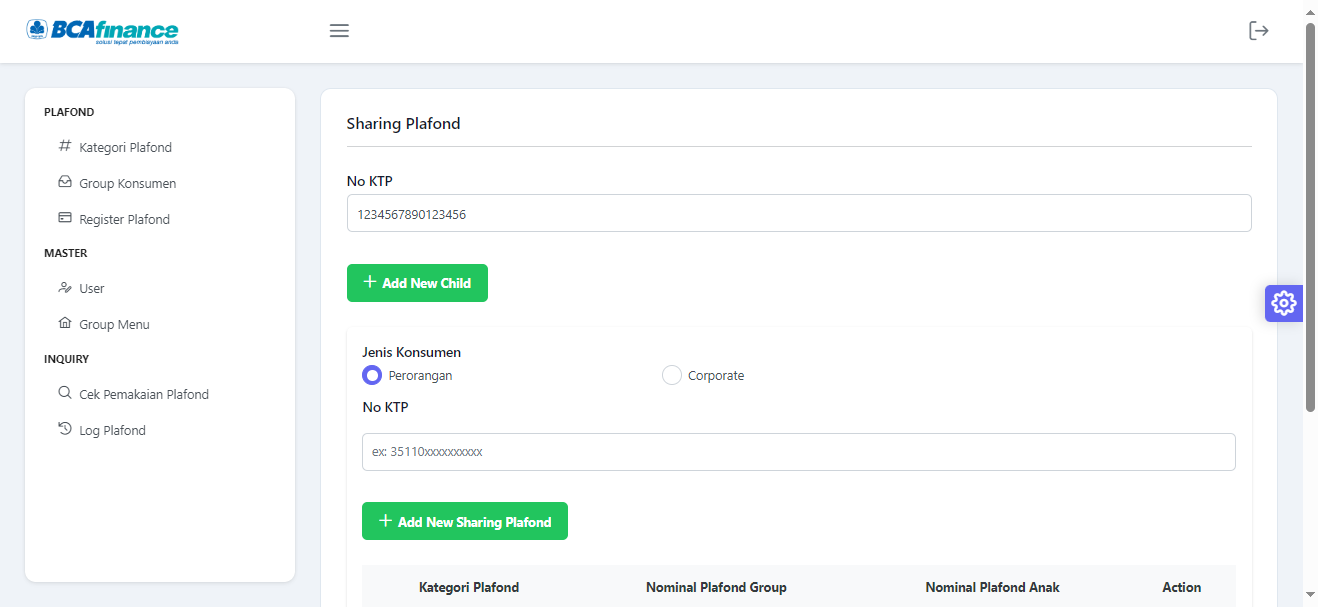 BCAfinance
solusi tepat pembiayaan anda
PLAFOND
Kategori Plafond
Group Konsumen
Register Plafond
MASTER
User
Group Menu
INQUIRY
Cek Pemakaian Plafond
Log Plafond
Sharing Plafond
No KTP
1234567890123456
+ Add New Child
Jenis Konsumen
Perorangan
Corporate
No KTP
ex: 35110xxxxxxxxxx
+ Add New Sharing Plafond
Kategori Plafond Nominal Plafond Group Nominal Plafond Anak Action